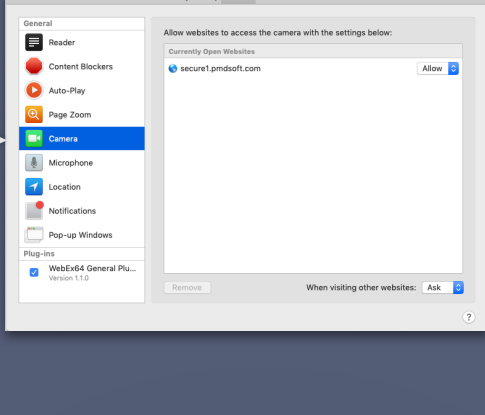 General
Reader
Content Blockers
Auto-Play
Page Zoom
Camera
Microphone
Location
Notifications
Pop-up Windows
Plug-ins
WebEx64 General Plu...
Version 1.1.0
Allow websites to access the camera with the settings below:
Currently Open Websites
secure1.pmdsoft.com Allow
Remove When visiting other websites: Ask
?